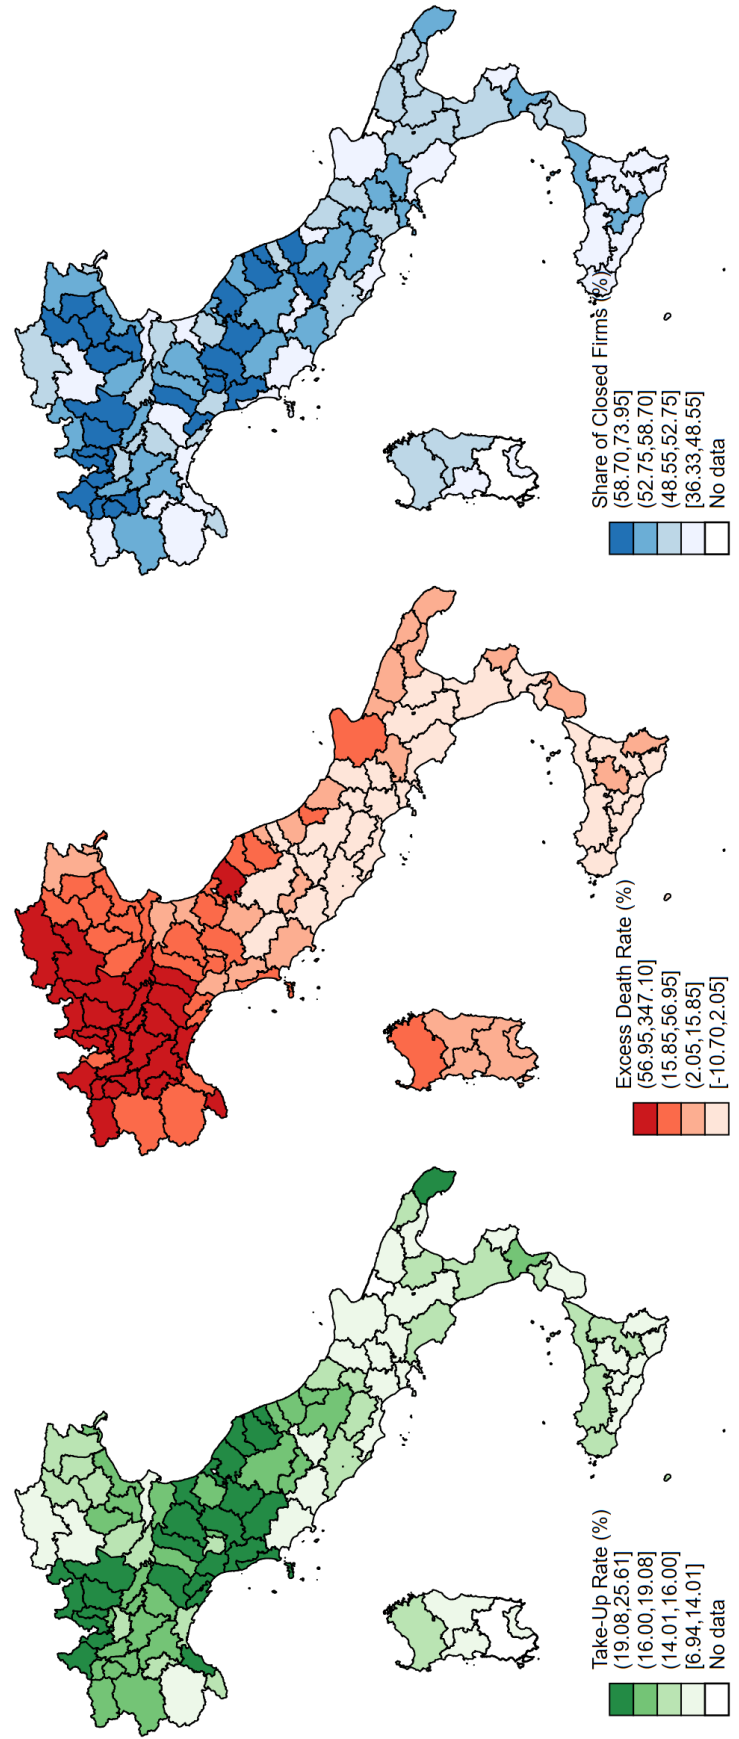 Take-Up Rate (%)
(19.08,25.61]
(16.00,19.08]
(14.01,16.00]
[6.94,14.01]
No data
Excess Death Rate (%)
(56.95,347.10]
(15.85,56.95]
(2.05,15.85]
[-10.70,2.05]
Share of Closed Firms (%)
(58.70,73.95]
(52.75,58.70]
(48.55,52.75]
[36.33,48.55]
No data